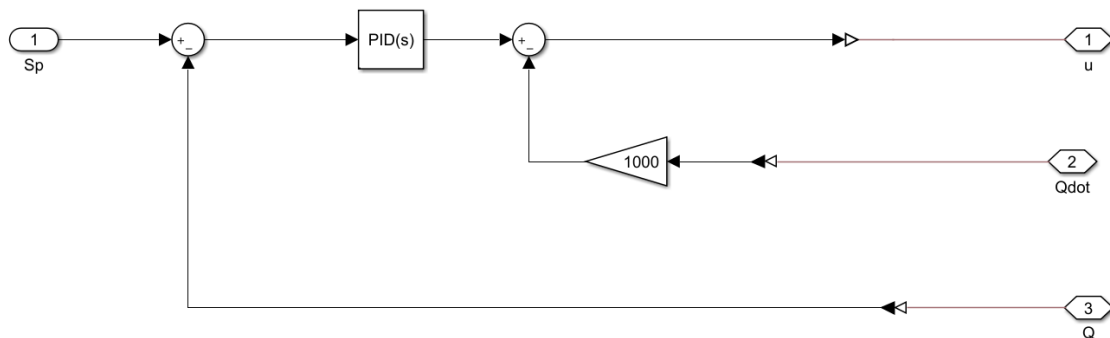 1
Sp
+
−
PID(s)
+
−
1
u
1000
2
Qdot
3
Q